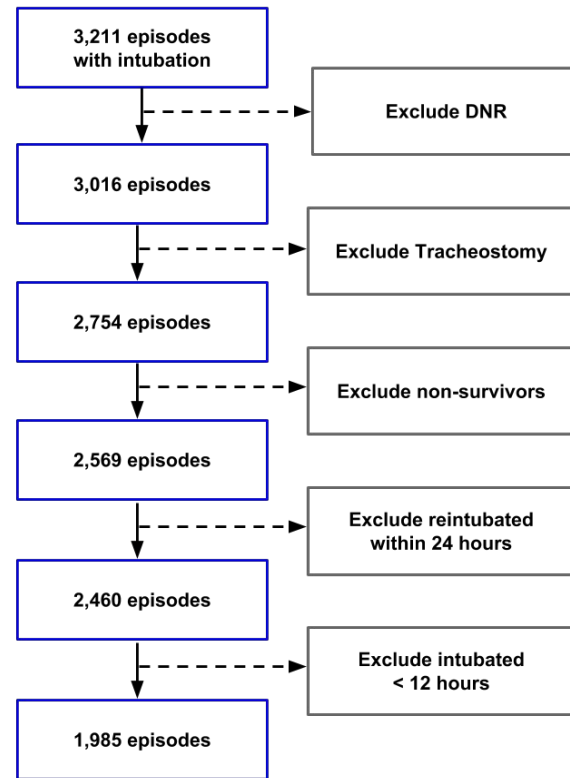 3,211 episodes
with intubation
Exclude DNR
3,016 episodes
Exclude Tracheostomy
2,754 episodes
Exclude non-survivors
2,569 episodes
Exclude reintubated
within 24 hours
2,460 episodes
Exclude intubated
< 12 hours
1,985 episodes